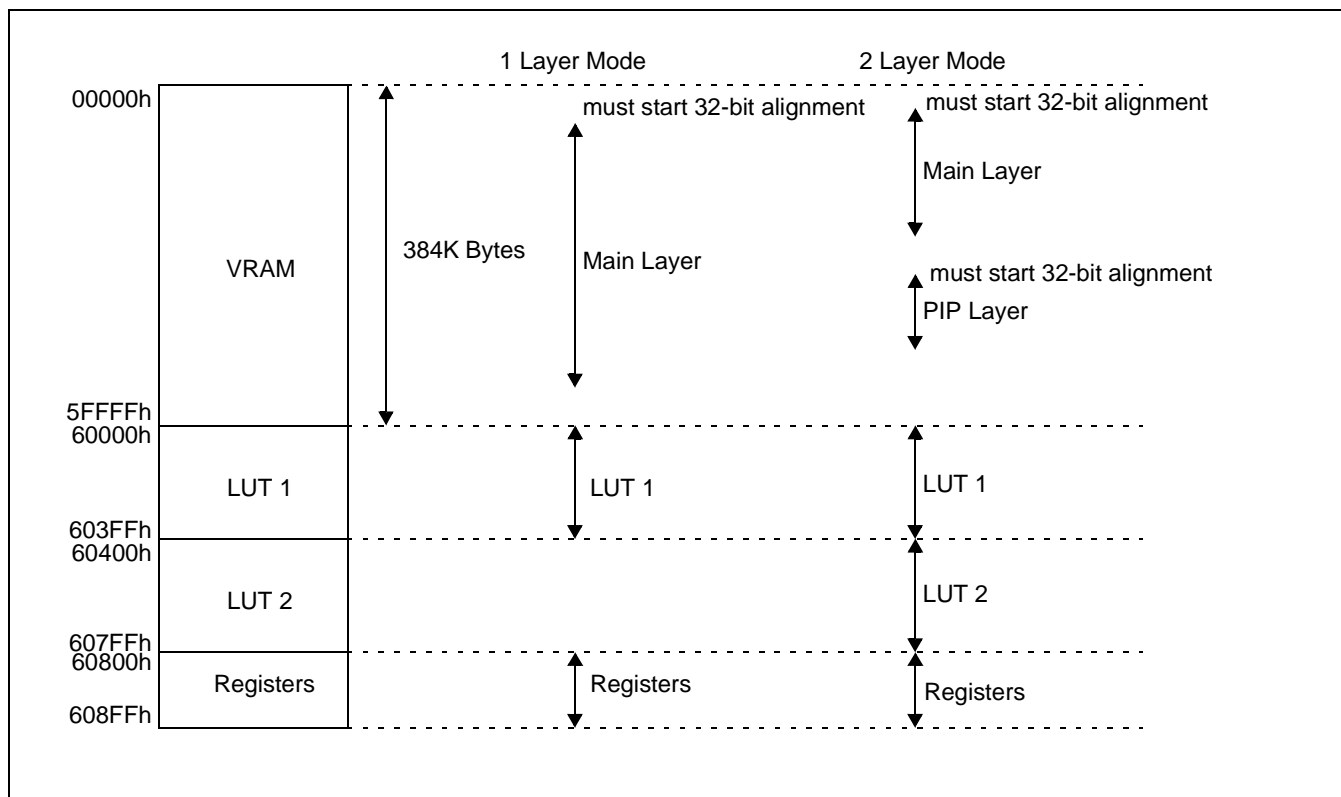 1 Layer Mode
2 Layer Mode
00000h
must start 32-bit alignment
must start 32-bit alignment
Main Layer
384K Bytes
VRAM
Main Layer
must start 32-bit alignment
PIP Layer
5FFFFh
60000h
LUT 1
LUT 1
LUT 1
603FFh
60400h
LUT 2
LUT 2
607FFh
60800h
Registers
Registers
Registers
608FFh